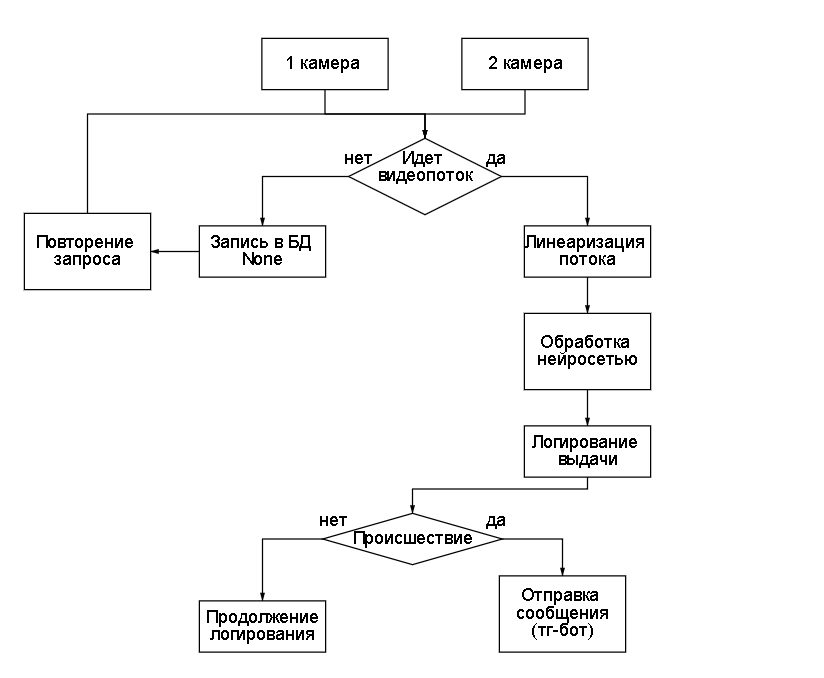 1 камера
2 камера
нет
Идет
видеопоток
да
Повторение
запроса
Запись в БД
None
Линеаризация
потока
Обработка
нейросетью
Логирование
выдачи
нет
Происшествие
да
Продолжение
логирования
Отправка
сообщения
(тг-бот)